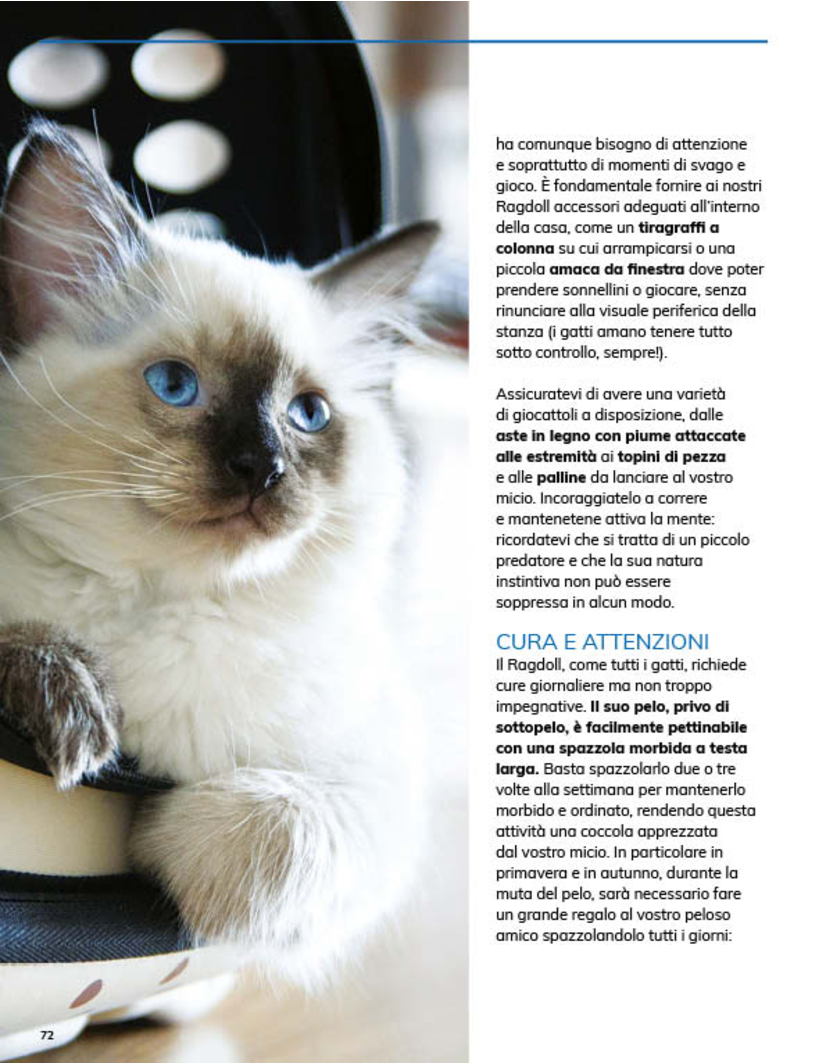 ha comunque bisogno di attenzione
e soprattutto di momenti di svago e
gioco. È fondamentale fornire ai nostri
Ragdoll accessori adeguati all'interno
della casa, come un tiragraffi a
colonna su cui arrampicarsi o una
piccola amaca da finestra dove poter
prendere sonnellini o giocare, senza
rinunciare alla visuale periferica della
stanza (i gatti amano tenere tutto
sotto controllo, sempre!).

Assicuratevi di avere una varietà
di giocattoli a disposizione, dalle
aste in legno con piume attaccate
alle estremità ai topini di pezza
e alle palline da lanciare al vostro
micio. Incoraggiatelo a correre
e mantenetene attiva la mente:
ricordatevi che si tratta di un piccolo
predatore e che la sua natura
instintiva non può essere
soppressa in alcun modo.

CURA E ATTENZIONI
Il Ragdoll, come tutti i gatti, richiede
cure giornaliere ma non troppo
impegnative. Il suo pelo, privo di
sottopelo, è facilmente pettinabile
con una spazzola morbida a testa
larga. Basta spazzolarlo due o tre
volte alla settimana per mantenerlo
morbido e ordinato, rendendo questa
attività una coccola apprezzata
dal vostro micio. In particolare in
primavera e in autunno, durante la
muta del pelo, sarà necessario fare
un grande regalo al vostro peloso
amico spazzolandolo tutti i giorni:
72